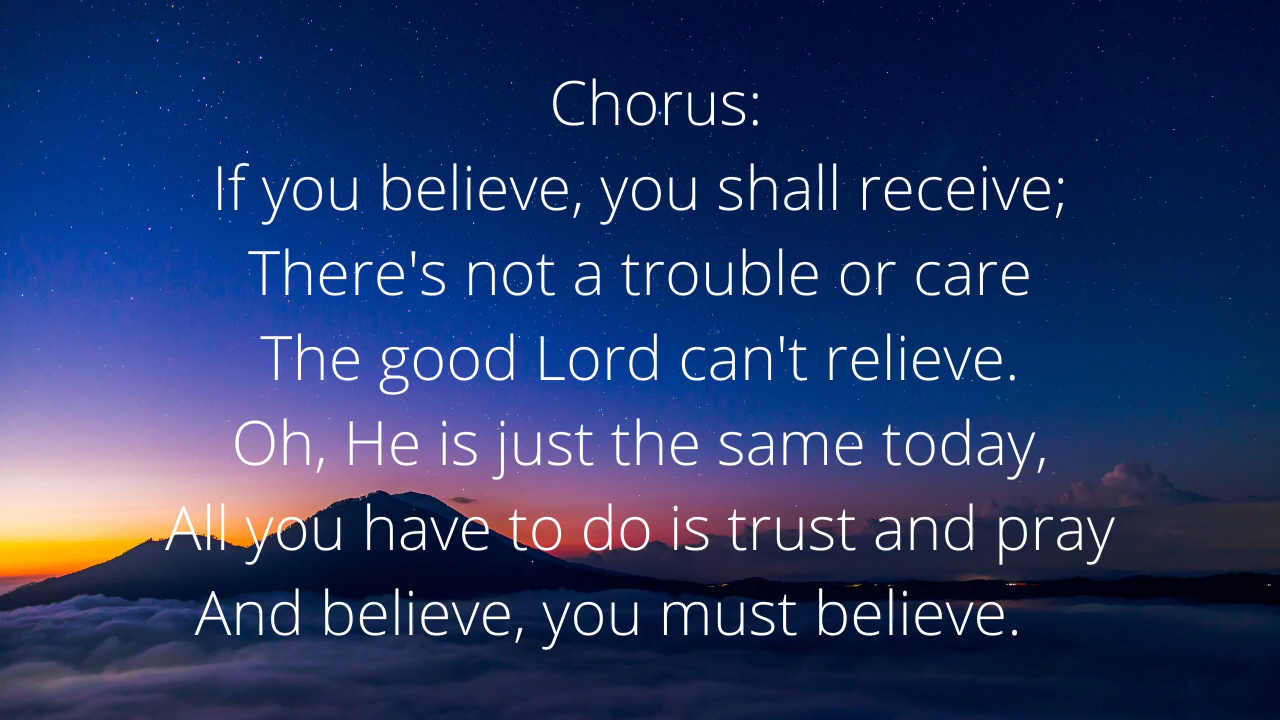 Chorus:
If you believe, you shall receive;
There's not a trouble or care
The good Lord can't relieve.
Oh, He is just the same today,
All you have to do is trust and pray
And believe, you must believe.